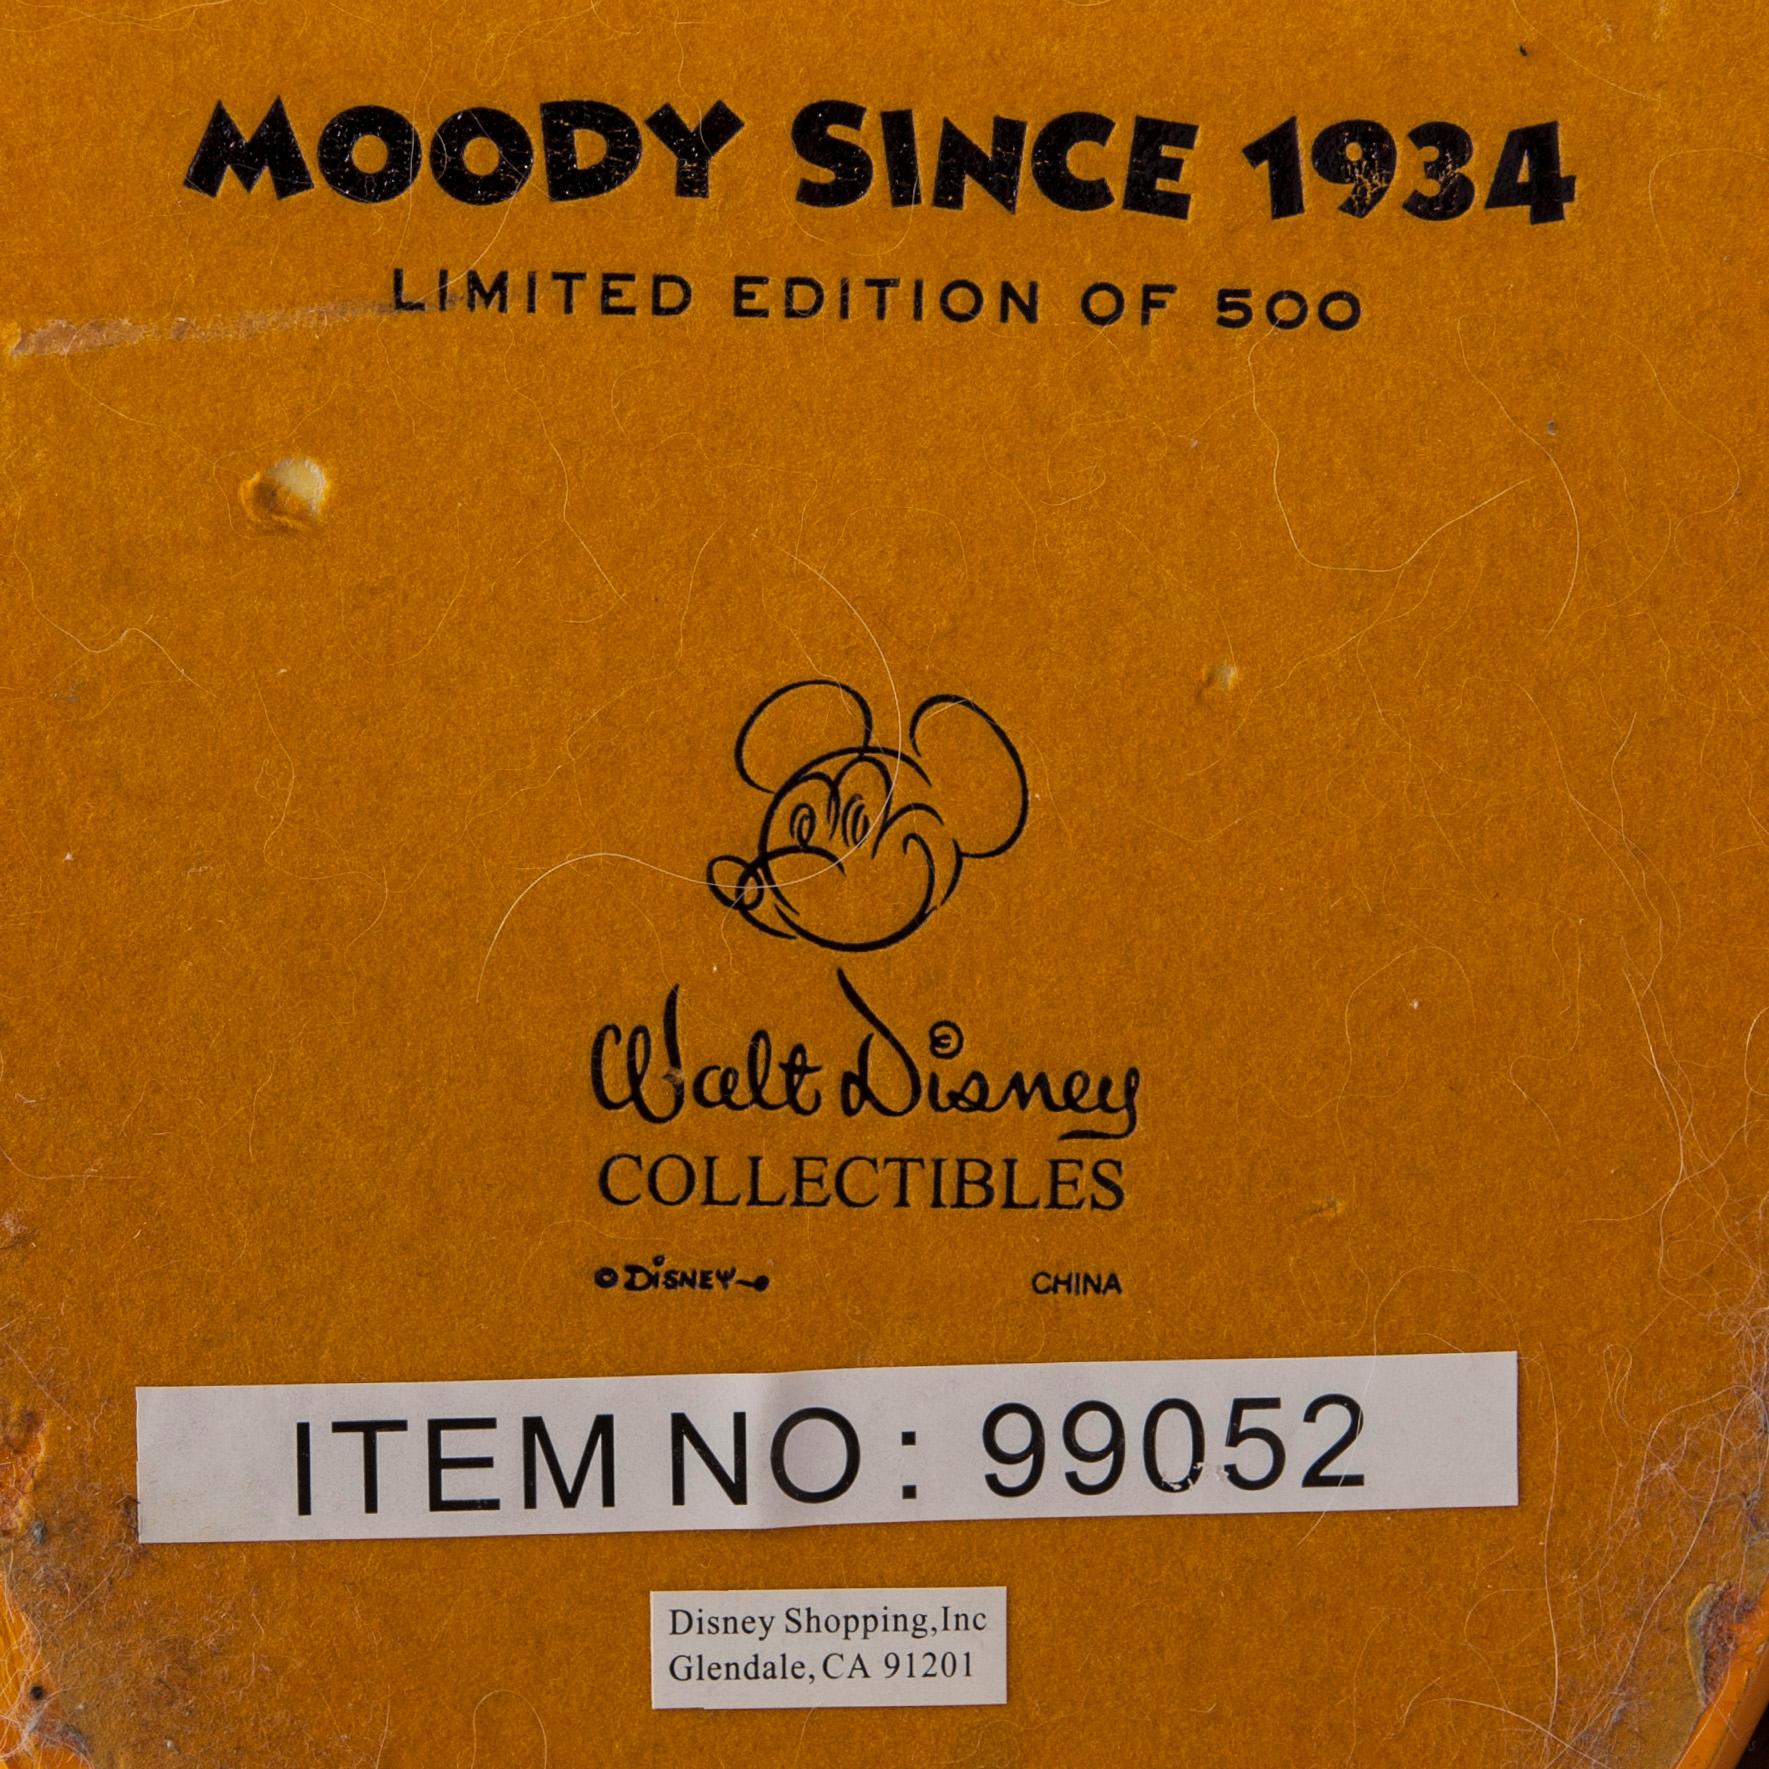 MOODY SINCE 1934
LIMITED EDITION OF 500
Walt Disney
COLLECTIBLES
© DISNEY CHINA
ITEM NO: 99052
Disney Shopping,Inc
Glendale, CA 91201